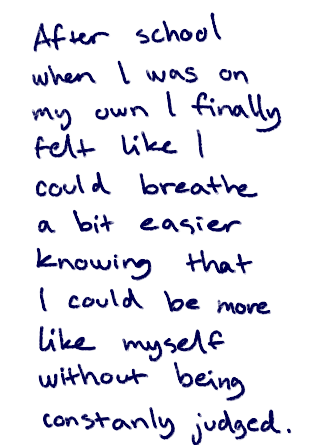 After school
when I was on
my own I finally
felt like I
could breathe
a bit easier
knowing that
I could be more
like myself
without being
constanly judged.